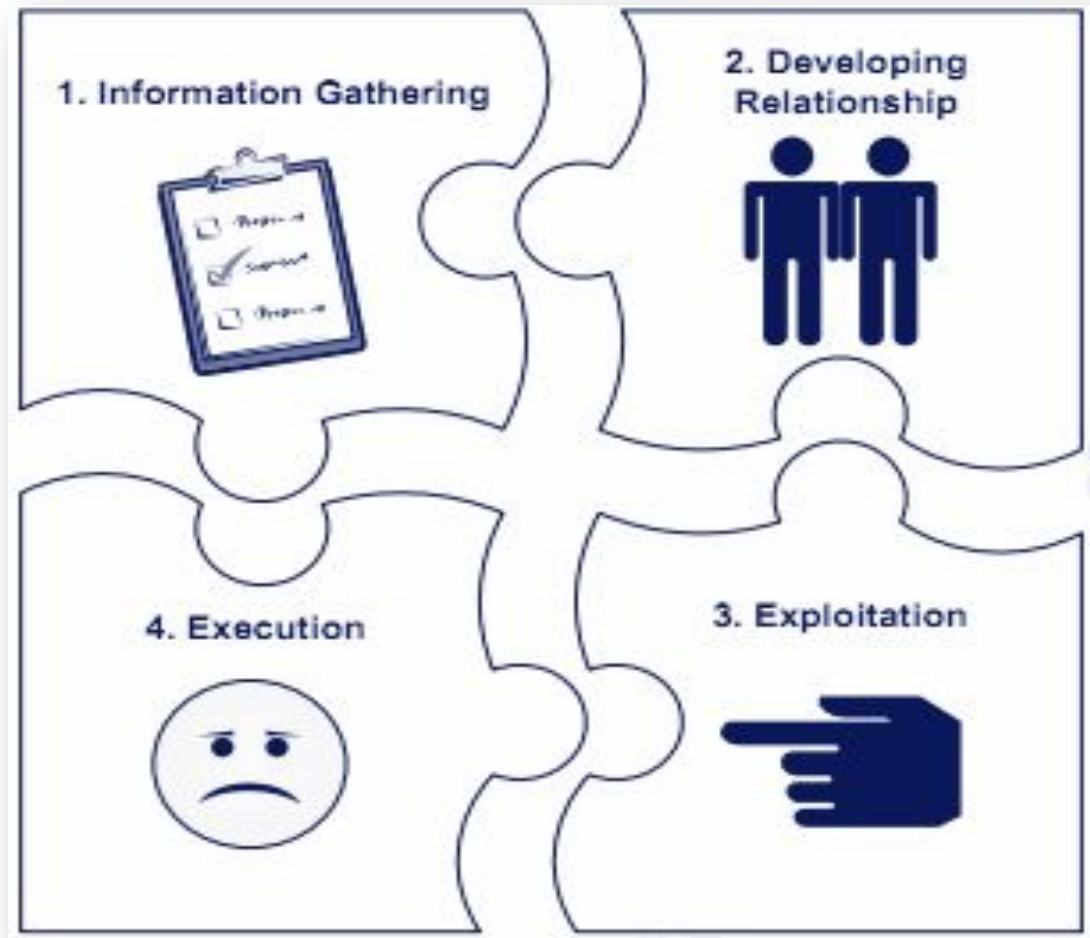 1. Information Gathering
2. Developing
Relationship
4. Execution
3. Exploitation